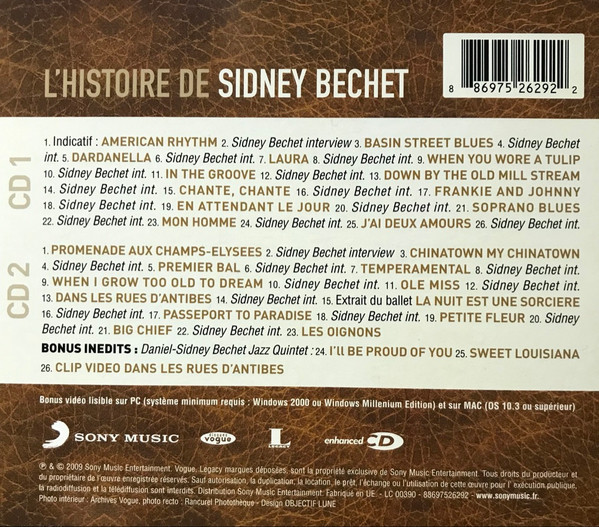 L'HISTOIRE DE SIDNEY BECHET
8 86975 26292 2
CD 1
1. Indicatif : AMERICAN RHYTHM 2. Sidney Bechet interview 3. BASIN STREET BLUES 4. Sidney Bechet
int. 5. DARDANELLA 6. Sidney Bechet int. 7. LAURA 8. Sidney Bechet int. 9. WHEN YOU WORE A TULIP
10. Sidney Bechet int. 11. IN THE GROOVE 12. Sidney Bechet int. 13. DOWN BY THE OLD MILL STREAM
14. Sidney Bechet int. 15. CHANTE, CHANTE 16. Sidney Bechet int. 17. FRANKIE AND JOHNNY
18. Sidney Bechet int. 19. EN ATTENDANT LE JOUR 20. Sidney Bechet int. 21. SOPRANO BLUES
22. Sidney Bechet int. 23. MON HOMME 24. Sidney Bechet int. 25. J'AI DEUX AMOURS 26. Sidney Bechet int.
CD 2
1. PROMENADE AUX CHAMPS-ELYSEES 2. Sidney Bechet interview 3. CHINATOWN MY CHINATOWN
4. Sidney Bechet int. 5. PREMIER BAL 6. Sidney Bechet int. 7. TEMPERAMENTAL 8. Sidney Bechet int.
9. WHEN I GROW TOO OLD TO DREAM 10. Sidney Bechet int. 11. OLE MISS 12. Sidney Bechet int.
13. DANS LES RUES D'ANTIBES 14. Sidney Bechet int. 15. Extrait du ballet LA NUIT EST UNE SORCIERE
16. Sidney Bechet int. 17. PASSEPORT TO PARADISE 18. Sidney Bechet int. 19. PETITE FLEUR 20. Sidney
Bechet int. 21. BIG CHIEF 22. Sidney Bechet int. 23. LES OIGNONS
BONUS INEDITS : Daniel-Sidney Bechet Jazz Quintet : 24. I'LL BE PROUD OF YOU 25. SWEET LOUISIANA
26. CLIP VIDEO DANS LES RUES D'ANTIBES
Bonus vidéo lisible sur PC (système minimum requis : Windows 2000 ou Windows Millenium Edition) et sur MAC (OS 10.3 ou supérieur)
SONY MUSIC disques vogue L LEGACY enhanced CD
℗ & © 2009 Sony Music Entertainment. Vogue. Legacy marques déposées, sont la propriété exclusive de Sony Music Entertainment. Tous droits du producteur et
du propriétaire de l'œuvre enregistrée réservés. Sauf autorisation, la duplication, la location, le prêt, l'échange ou l'utilisation de cette œuvre pour l' exécution publique,
la radiodiffusion et la télédiffusion sont interdits. Distribution Sony Music Entertainment. Fabriqué en UE - LC 00390 - 88697526292 - www.sonymusic.fr.
Photo intérieur : Archives Vogue, photo recto : Rancurel Photothèque - Design OBJECTIF LUNE